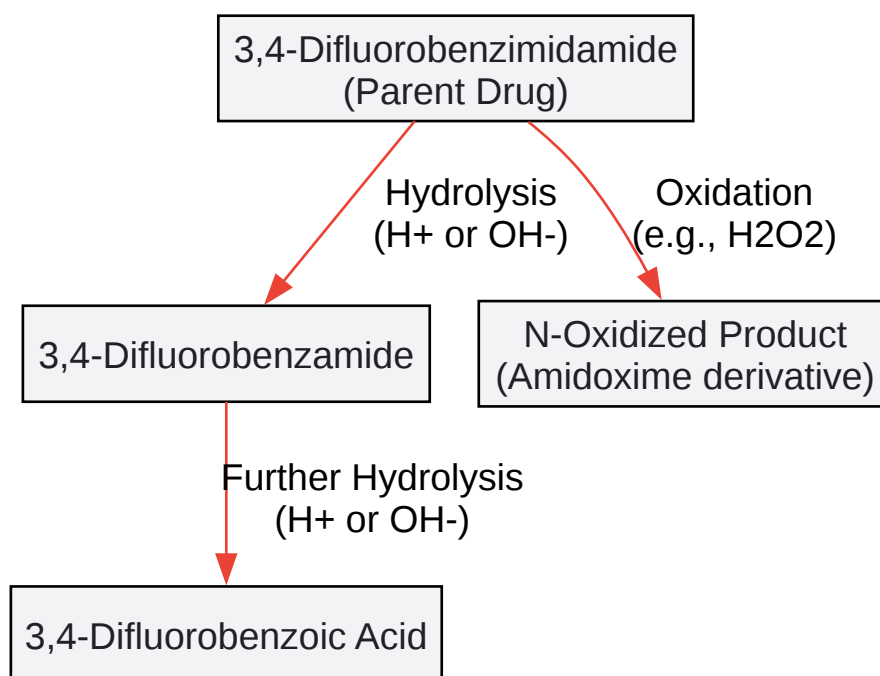 3,4-Difluorobenzimidamide
(Parent Drug)
Hydrolysis
(H+ or OH-)
Oxidation
(e.g., H2O2)
3,4-Difluorobenzamide
N-Oxidized Product
(Amidoxime derivative)
Further Hydrolysis
(H+ or OH-)
3,4-Difluorobenzoic Acid